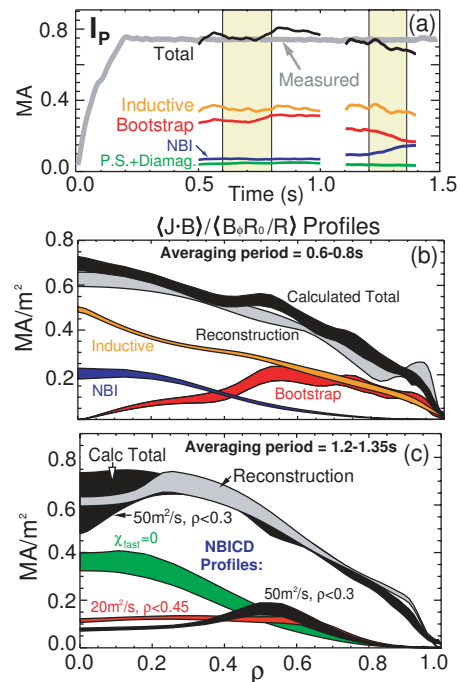 I_P
(a)
0.8
Total
Measured
MA
0.4
Inductive
Bootstrap
NBI
P.S.+Diamag.
0.0
0.0 0.5 1.0 1.5
Time (s)
⟨J·B⟩/⟨B_ϕR_0/R⟩ Profiles
0.8
Averaging period = 0.6-0.8s
(b)
Calculated Total
0.6
Reconstruction
MA/m²
0.4
Inductive
0.2
NBI
Bootstrap
0.8
Averaging period = 1.2-1.35s
(c)
Calc Total
Reconstruction
0.6
50m²/s, ρ<0.3
MA/m²
0.4
χ_fast=0
NBICD
Profiles:
50m²/s, ρ<0.3
0.2
20m²/s, ρ<0.45
0.0
0.0 0.2 0.4 0.6 0.8 1.0
ρ